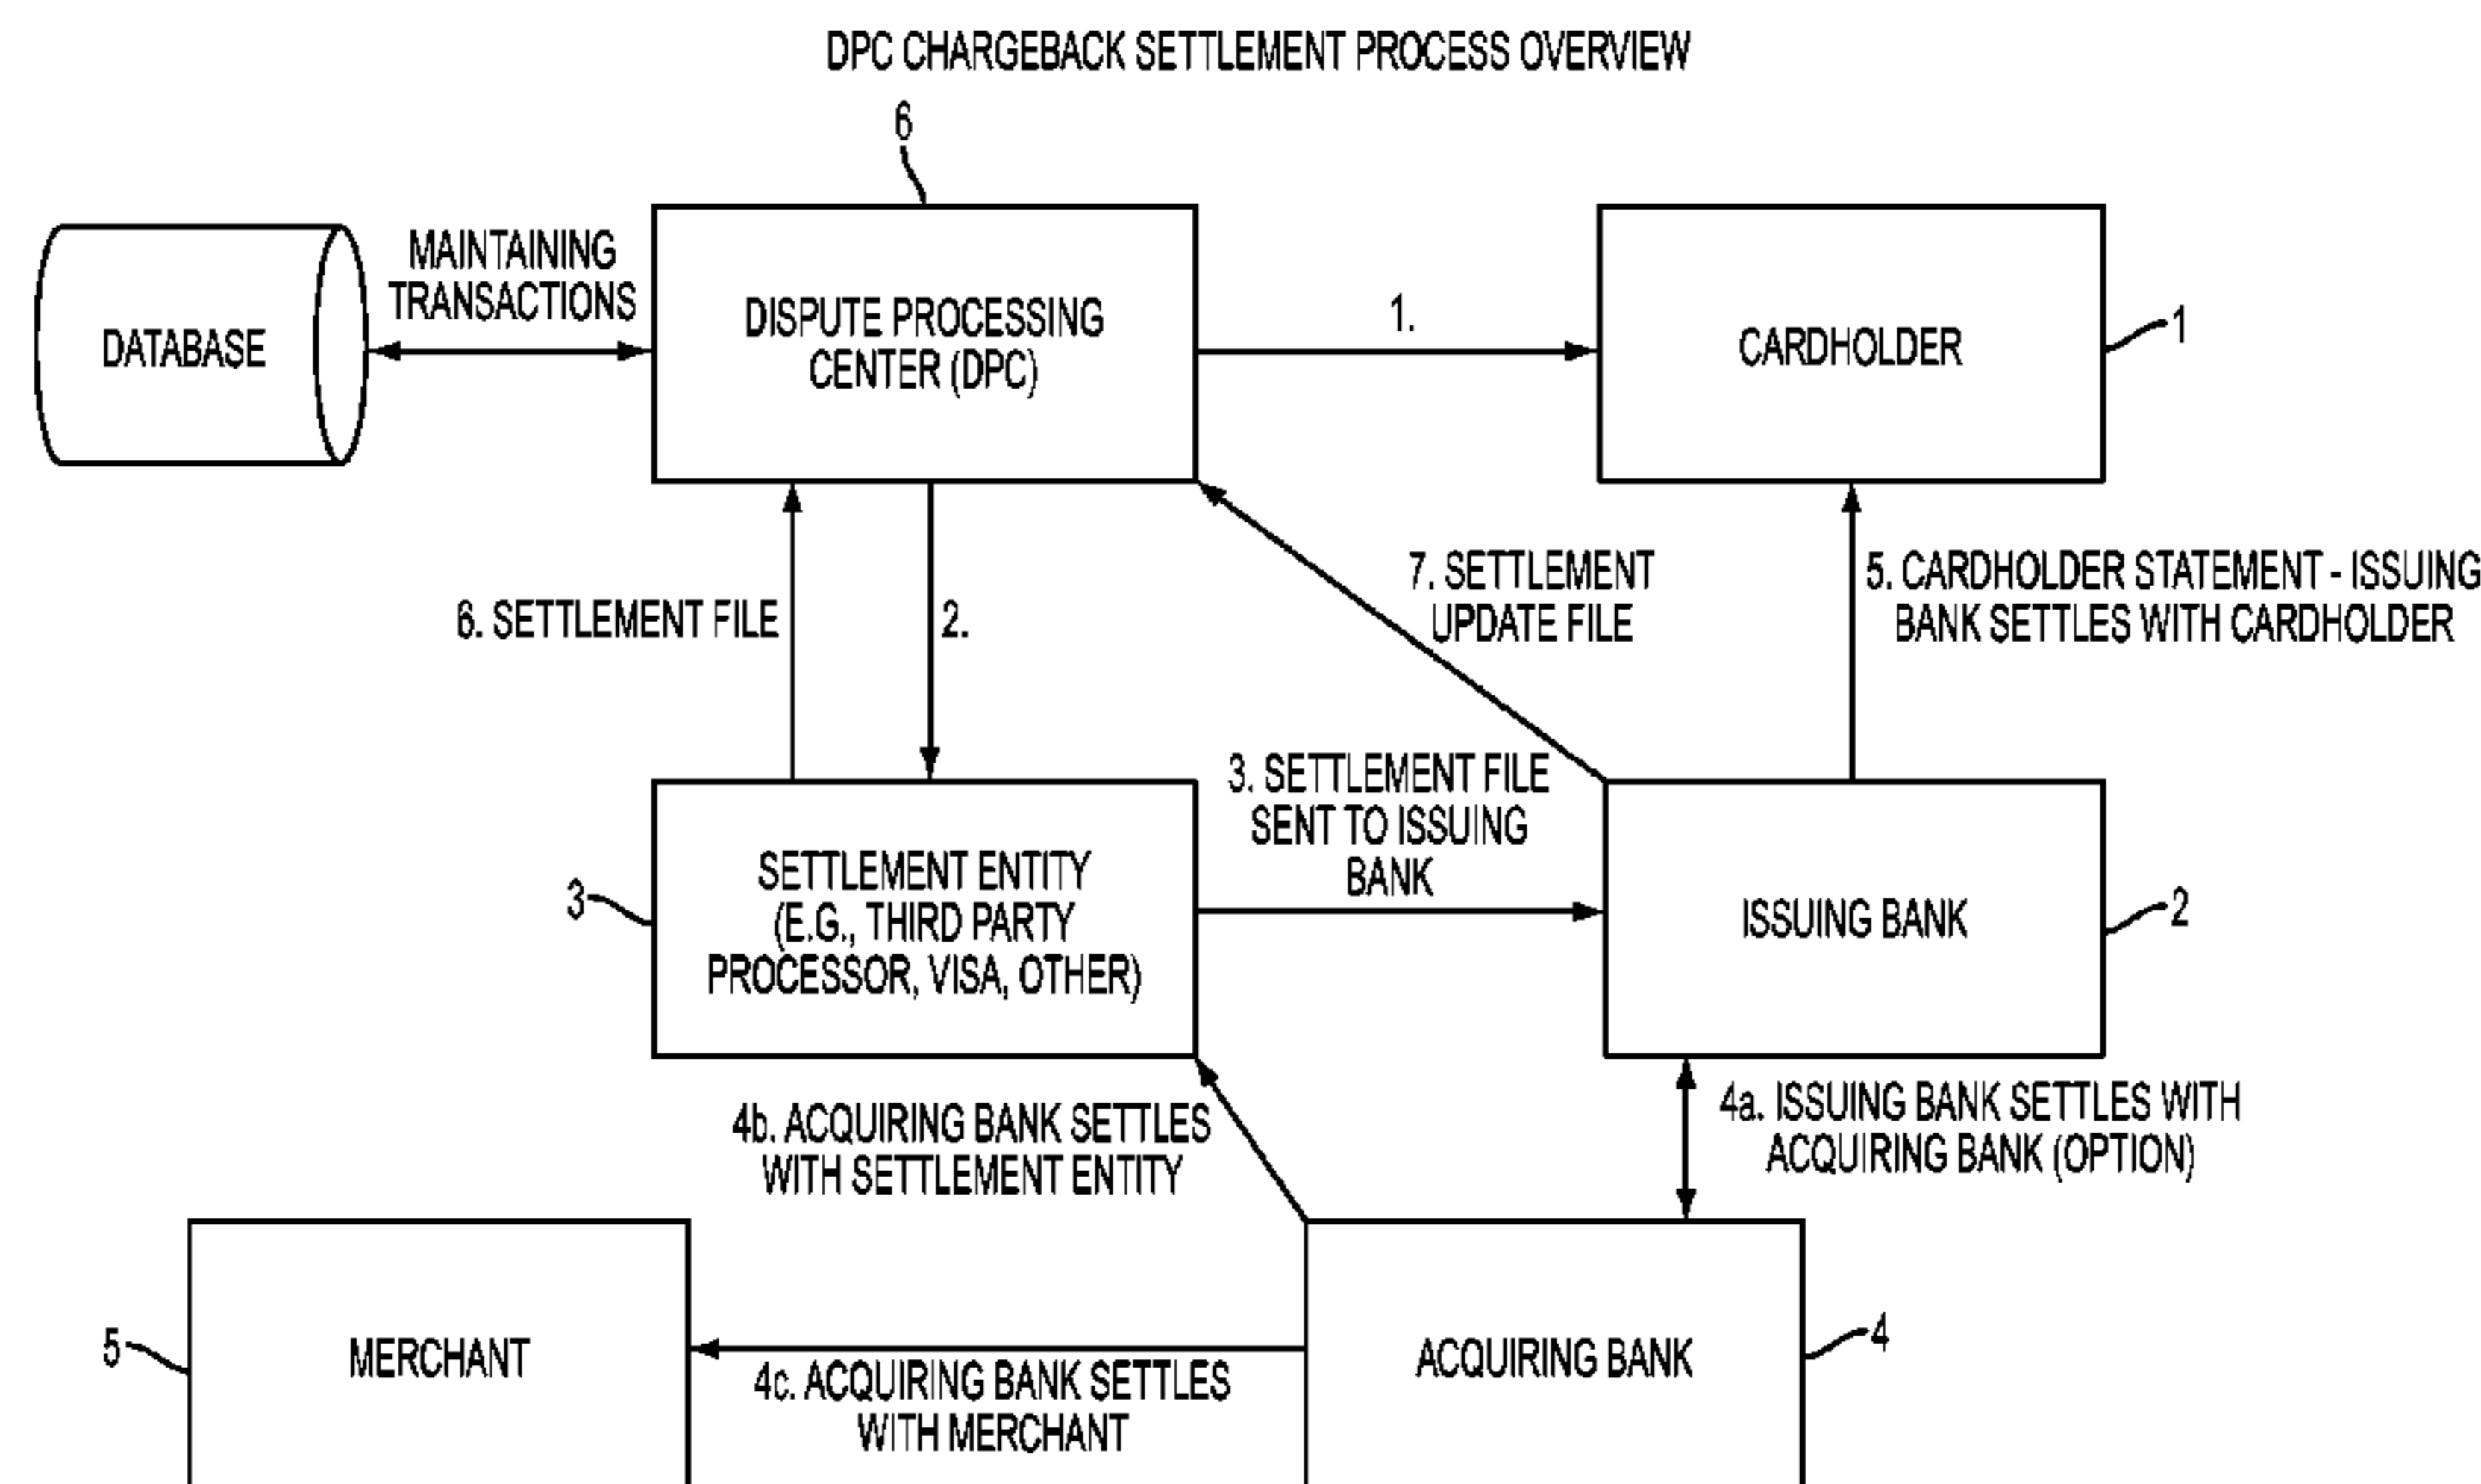 DPC CHARGEBACK SETTLEMENT PROCESS OVERVIEW
6
DATABASE
MAINTAINING
TRANSACTIONS
DISPUTE PROCESSING
CENTER (DPC)
1.
CARDHOLDER
1
6. SETTLEMENT FILE
2.
7. SETTLEMENT
UPDATE FILE
5. CARDHOLDER STATEMENT - ISSUING
BANK SETTLES WITH CARDHOLDER
3
SETTLEMENT ENTITY
(E.G., THIRD PARTY
PROCESSOR, VISA, OTHER)
3. SETTLEMENT FILE
SENT TO ISSUING
BANK
ISSUING BANK
2
4b. ACQUIRING BANK SETTLES
WITH SETTLEMENT ENTITY
4a. ISSUING BANK SETTLES WITH
ACQUIRING BANK (OPTION)
5
MERCHANT
4c. ACQUIRING BANK SETTLES
WITH MERCHANT
ACQUIRING BANK
4